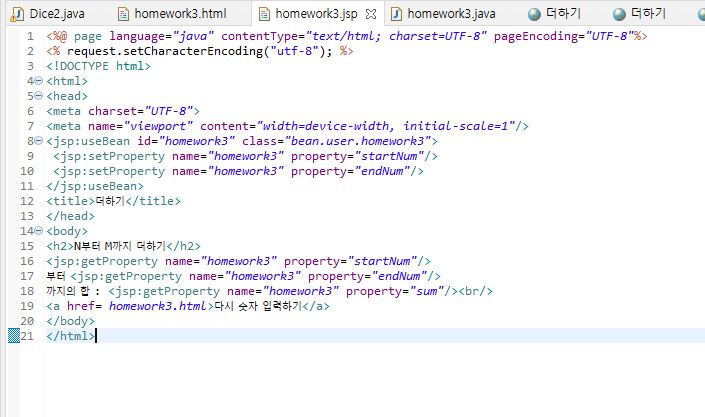 Dice2.java homework3.html homework3.jsp homework3.java 더하기 더하기
1 <%@ page language="java" contentType="text/html; charset=UTF-8" pageEncoding="UTF-8"%>
2 <% request.setCharacterEncoding("utf-8"); %>
3 <!DOCTYPE html>
4 <html>
5 <head>
6 <meta charset="UTF-8">
7 <meta name="viewport" content="width=device-width, initial-scale=1"/>
8 <jsp:useBean id="homework3" class="bean.user.homework3">
9 <jsp:setProperty name="homework3" property="startNum"/>
10 <jsp:setProperty name="homework3" property="endNum"/>
11 </jsp:useBean>
12 <title>더하기</title>
13 </head>
14 <body>
15 <h2>N부터 M까지 더하기</h2>
16 <jsp:getProperty name="homework3" property="startNum"/>
17 부터 <jsp:getProperty name="homework3" property="endNum"/>
18 까지의 합 : <jsp:getProperty name="homework3" property="sum"/><br/>
19 <a href= homework3.html>다시 숫자 입력하기</a>
20 </body>
21 </html>